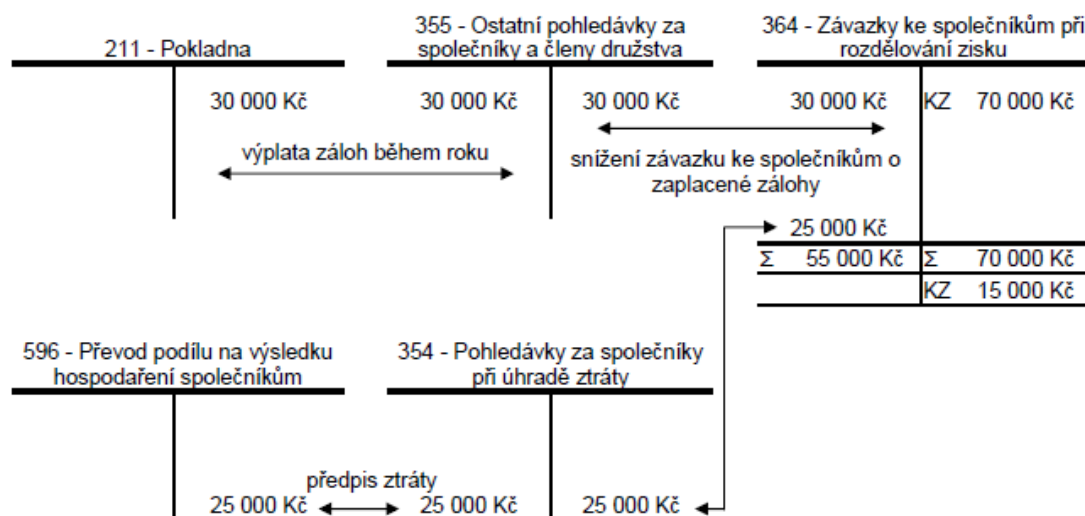 211 - Pokladna
355 - Ostatní pohledávky za
společníky a členy družstva
364 - Závazky ke společníkům při
rozdělování zisku
30 000 Kč
30 000 Kč
30 000 Kč
30 000 Kč
KZ 70 000 Kč
výplata záloh během roku
snížení závazku ke společníkům o
zaplacené zálohy
25 000 Kč
Σ 55 000 Kč
Σ 70 000 Kč
KZ 15 000 Kč
596 - Převod podílu na výsledku
hospodaření společníkům
354 - Pohledávky za společníky
při úhradě ztráty
předpis ztráty
25 000 Kč
25 000 Kč
25 000 Kč